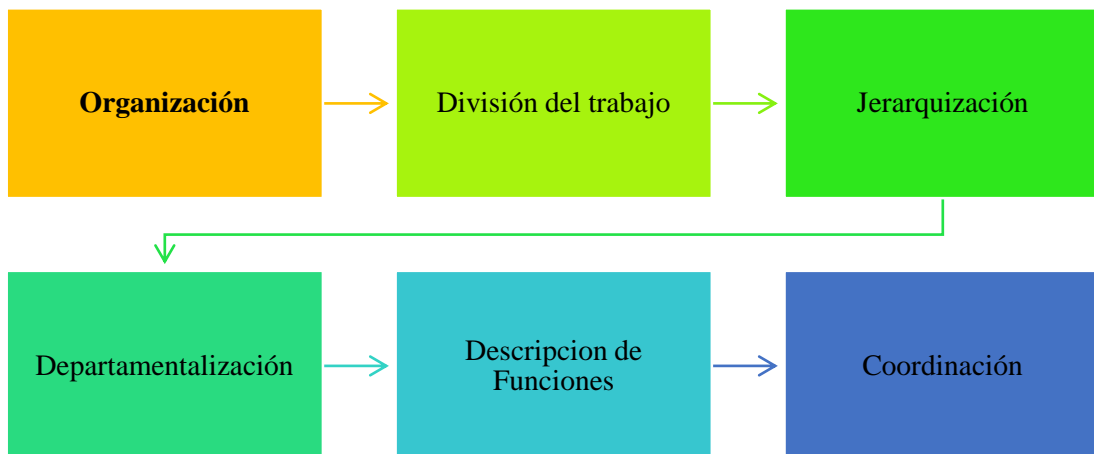 Organización
División del trabajo
Jerarquización
Departamentalización
Descripcion de
Funciones
Coordinación